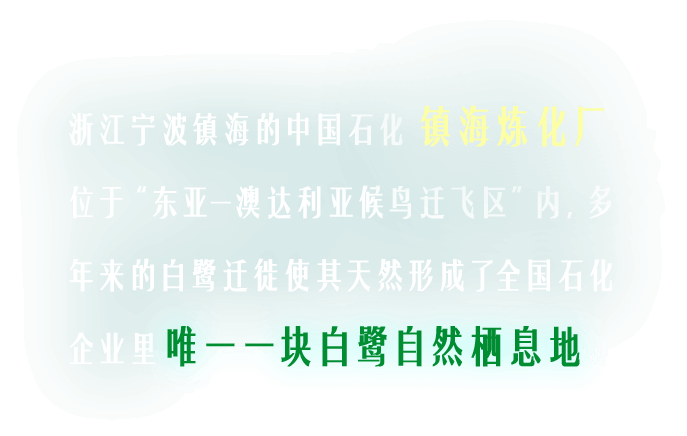 浙江宁波镇海的中国石化 镇海炼化厂
位于“东亚—澳达利亚候鸟迁飞区”内，多
年来的白鹭迁徙使其天然形成了全国石化
企业里唯一一块白鹭自然栖息地